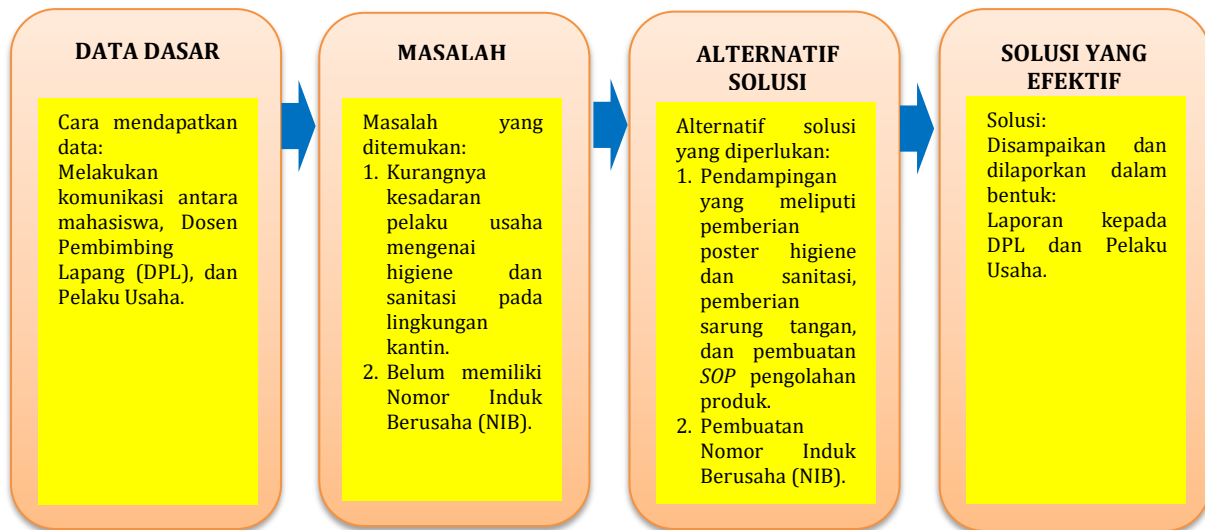 DATA DASAR
Cara mendapatkan
data:
Melakukan
komunikasi antara
mahasiswa, Dosen
Pembimbing
Lapang (DPL), dan
Pelaku Usaha.
MASALAH
Masalah yang
ditemukan:
1. Kurangnya
kesadaran
pelaku usaha
mengenai
higiene dan
sanitasi pada
lingkungan
kantin.
2. Belum memiliki
Nomor Induk
Berusaha (NIB).
ALTERNATIF
SOLUSI
Alternatif solusi
yang diperlukan:
1. Pendampingan
yang meliputi
pemberian
poster higiene
dan sanitasi,
pemberian
sarung tangan,
dan pembuatan
SOP pengolahan
produk.
2. Pembuatan
Nomor Induk
Berusaha (NIB).
SOLUSI YANG
EFEKTIF
Solusi:
Disampaikan dan
dilaporkan dalam
bentuk:
Laporan kepada
DPL dan Pelaku
Usaha.